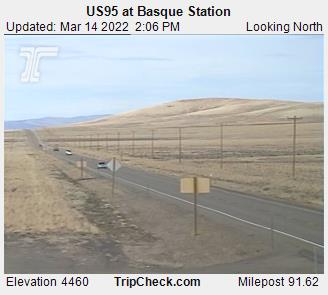 US95 at Basque Station
Updated: Mar 14 2022 2:06 PM Looking North
Elevation 4460 TripCheck.com Milepost 91.62